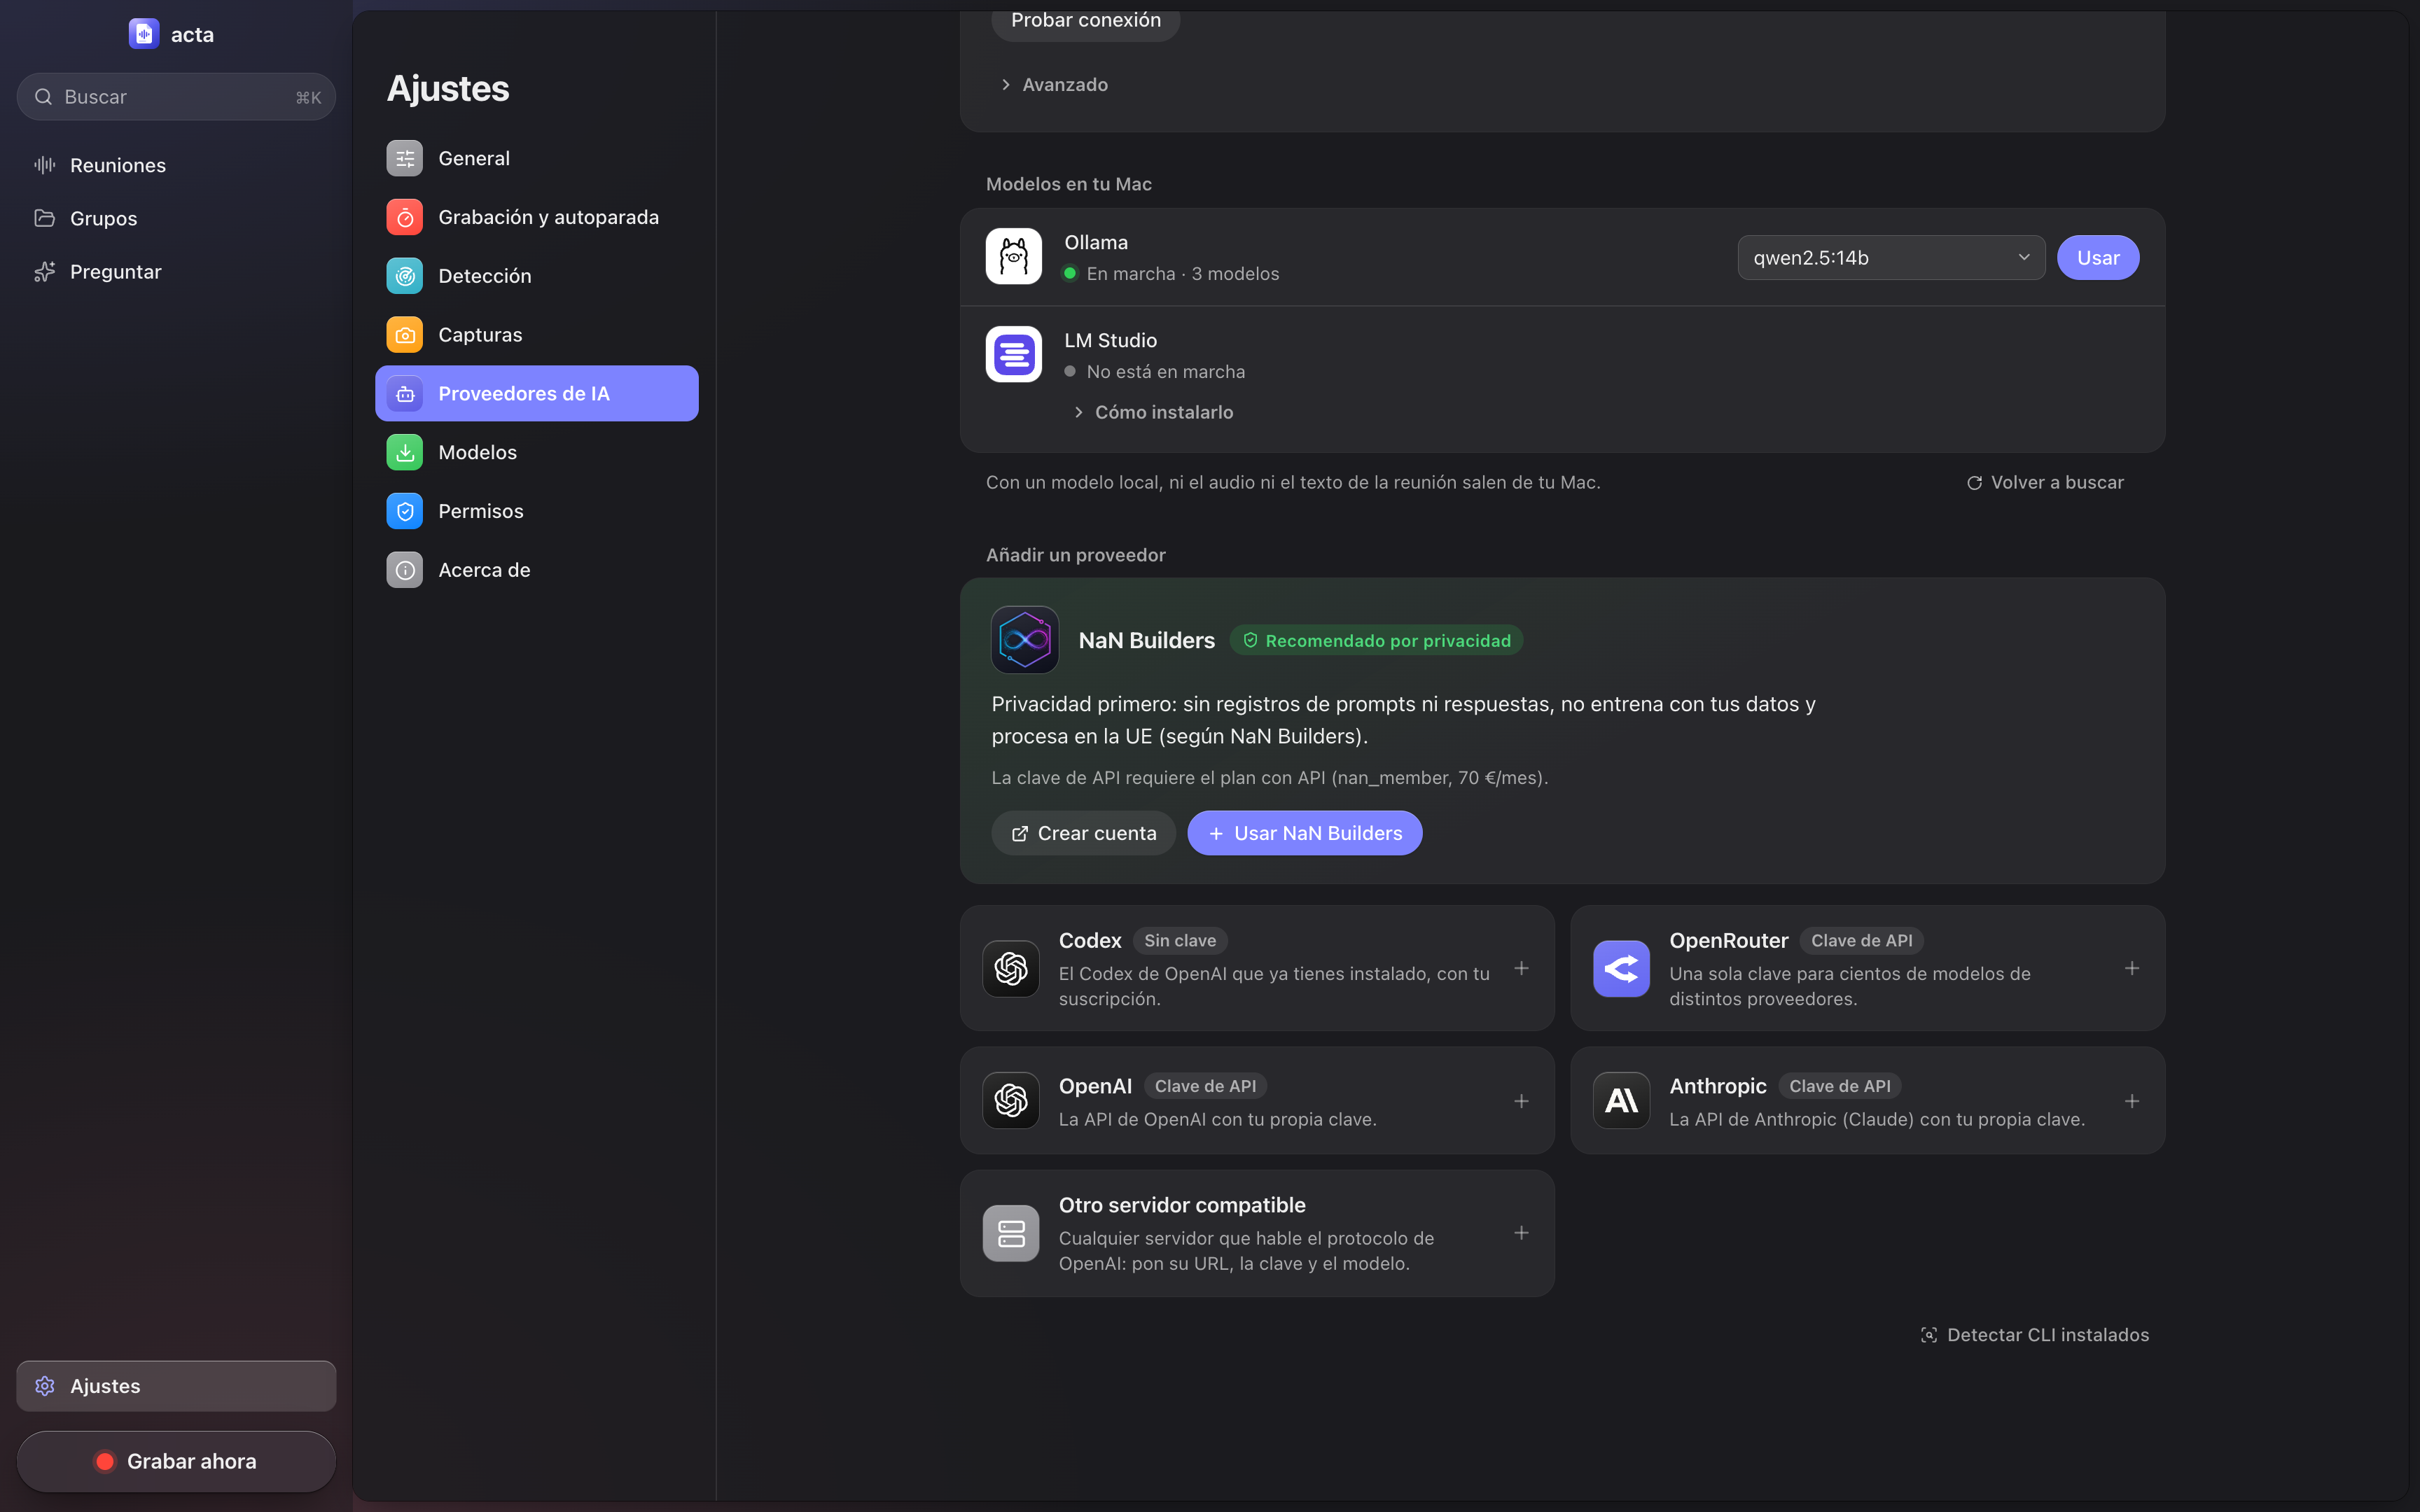 acta
Buscar ⌘K
Reuniones
Grupos
Preguntar
Ajustes
Grabar ahora
Ajustes
General
Grabación y autoparada
Detección
Capturas
Proveedores de IA
Modelos
Permisos
Acerca de
Probar conexión
Avanzado
Modelos en tu Mac
Ollama
En marcha · 3 modelos
qwen2.5:14b
Usar
LM Studio
No está en marcha
Cómo instalarlo
Con un modelo local, ni el audio ni el texto de la reunión salen de tu Mac.
Volver a buscar
Añadir un proveedor
NaN Builders
Recomendado por privacidad
Privacidad primero: sin registros de prompts ni respuestas, no entrena con tus datos y
procesa en la UE (según NaN Builders).
La clave de API requiere el plan con API (nan_member, 70 €/mes).
Crear cuenta
+ Usar NaN Builders
Codex
Sin clave
El Codex de OpenAI que ya tienes instalado, con tu
suscripción.
OpenRouter
Clave de API
Una sola clave para cientos de modelos de
distintos proveedores.
OpenAI
Clave de API
La API de OpenAI con tu propia clave.
Anthropic
Clave de API
La API de Anthropic (Claude) con tu propia clave.
Otro servidor compatible
Cualquier servidor que hable el protocolo de
OpenAI: pon su URL, la clave y el modelo.
Detectar CLI instalados